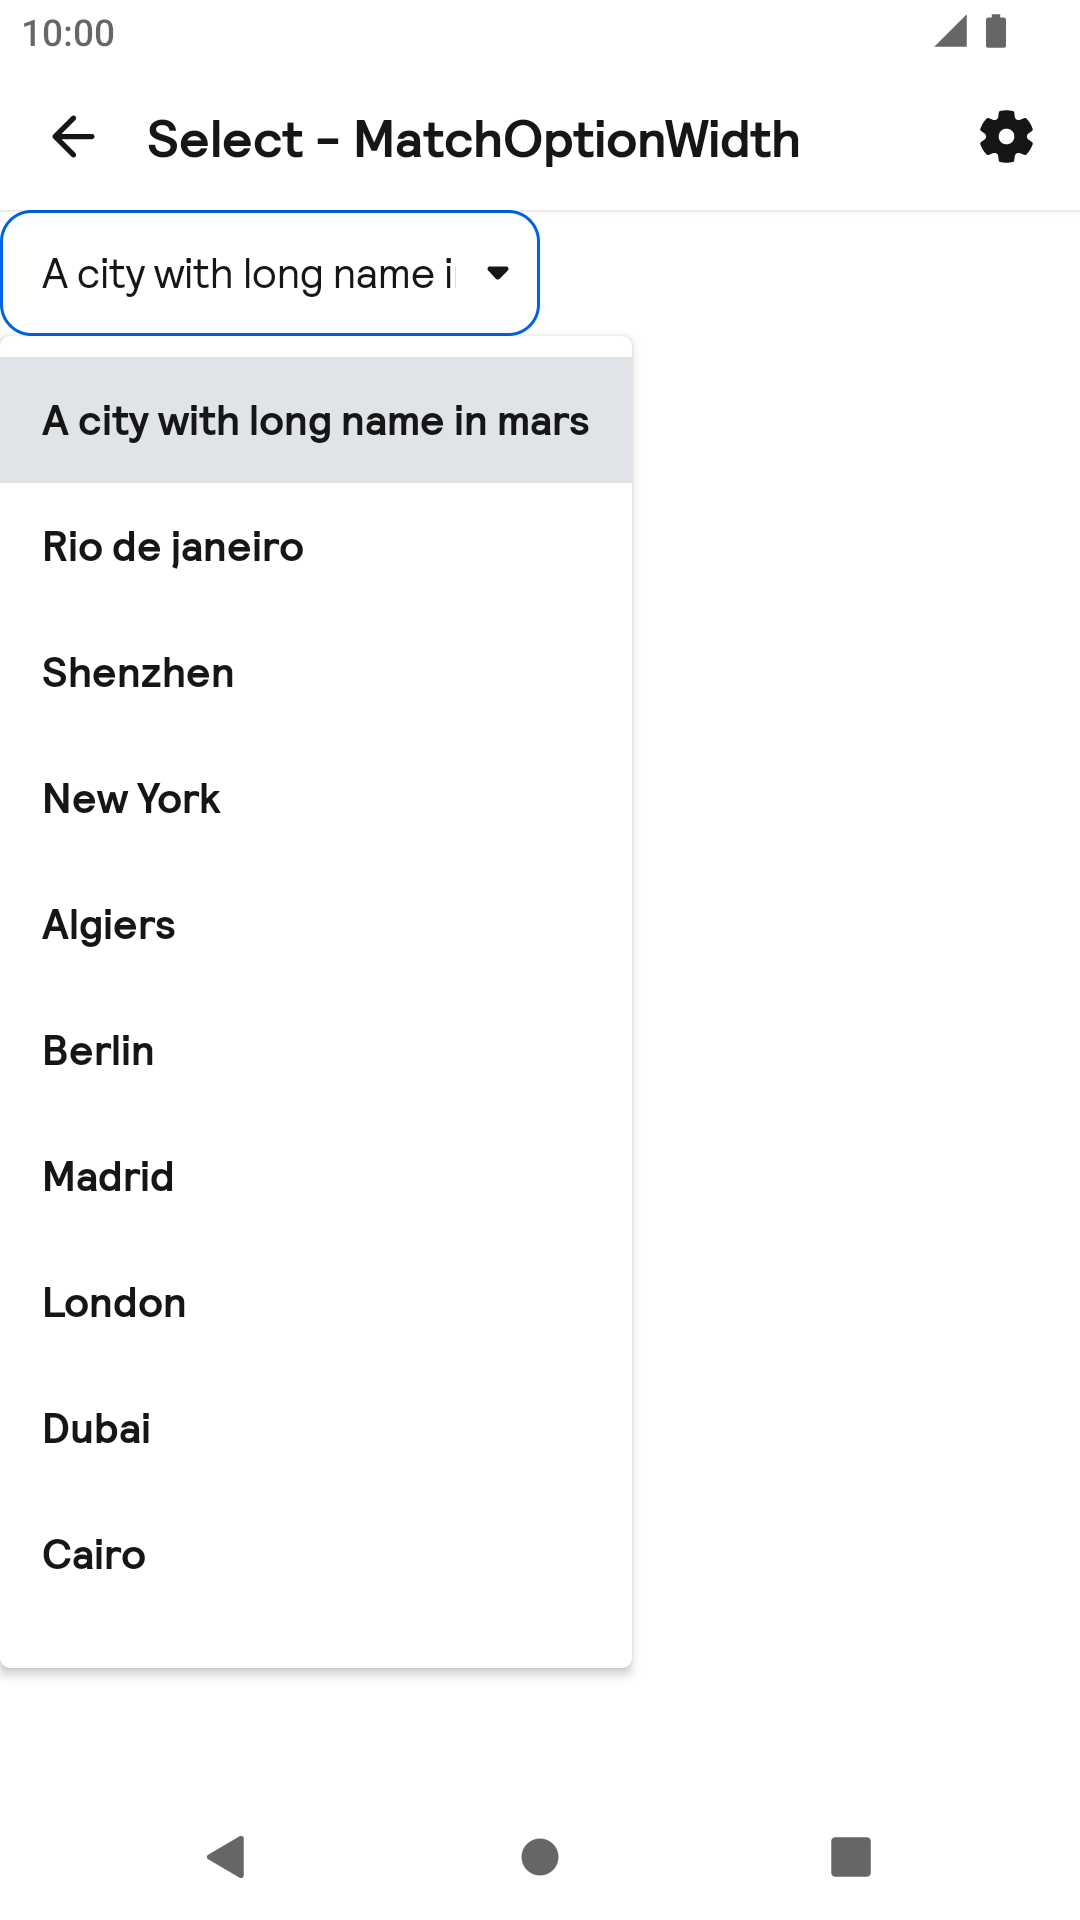 10:00
Select - MatchOptionWidth
A city with long name i
A city with long name in mars
Rio de janeiro
Shenzhen
New York
Algiers
Berlin
Madrid
London
Dubai
Cairo